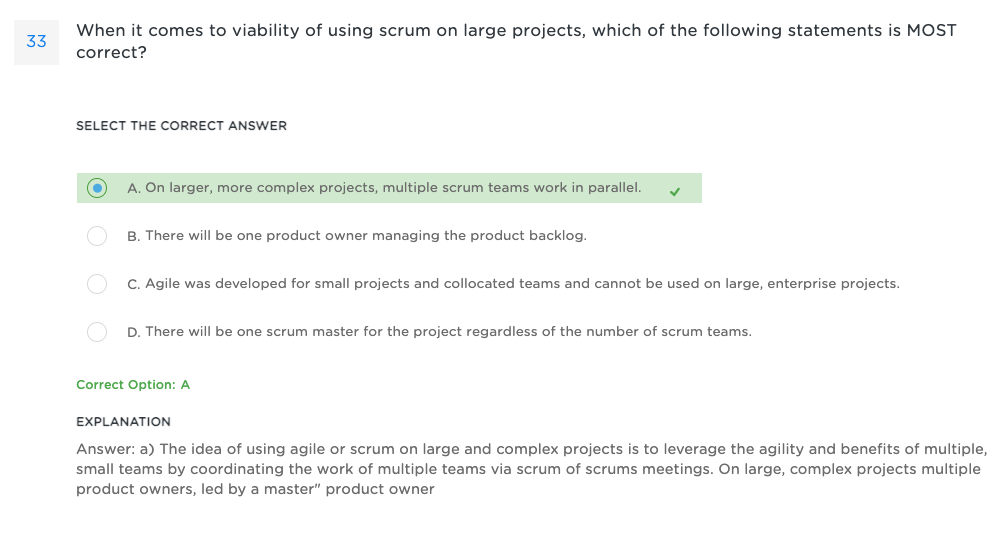 33
When it comes to viability of using scrum on large projects, which of the following statements is MOST
correct?
SELECT THE CORRECT ANSWER
A. On larger, more complex projects, multiple scrum teams work in parallel.
B. There will be one product owner managing the product backlog.
C. Agile was developed for small projects and collocated teams and cannot be used on large, enterprise projects.
D. There will be one scrum master for the project regardless of the number of scrum teams.
Correct Option: A
EXPLANATION
Answer: a) The idea of using agile or scrum on large and complex projects is to leverage the agility and benefits of multiple,
small teams by coordinating the work of multiple teams via scrum of scrums meetings. On large, complex projects multiple
product owners, led by a master" product owner